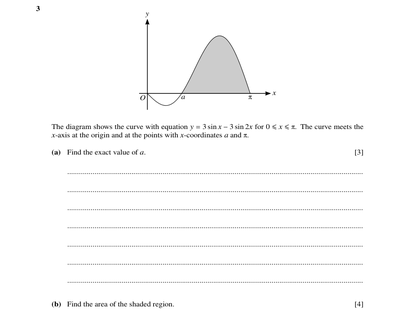 3
y
O
a
π
x
The diagram shows the curve with equation y = 3 sin x − 3 sin 2x for 0 ⩽ x ⩽ π. The curve meets the
x-axis at the origin and at the points with x-coordinates a and π.
(a) Find the exact value of a. [3]
(b) Find the area of the shaded region. [4]